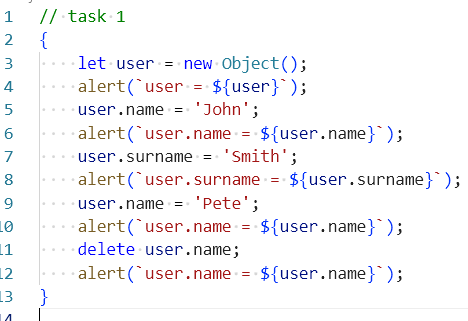 1 // task 1
2 {
3     let user = new Object();
4     alert(`user = ${user}`);
5     user.name = 'John';
6     alert(`user.name = ${user.name}`);
7     user.surname = 'Smith';
8     alert(`user.surname = ${user.surname}`);
9     user.name = 'Pete';
10     alert(`user.name = ${user.name}`);
11     delete user.name;
12     alert(`user.name = ${user.name}`);
13 }
14